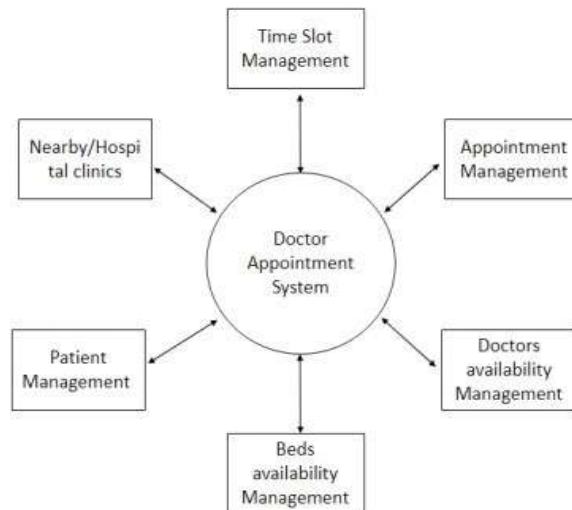 Time Slot
Management
Nearby/Hospi
tal clinics
Appointment
Management
Doctor
Appointment
System
Patient
Management
Doctors
availability
Management
Beds
availability
Management